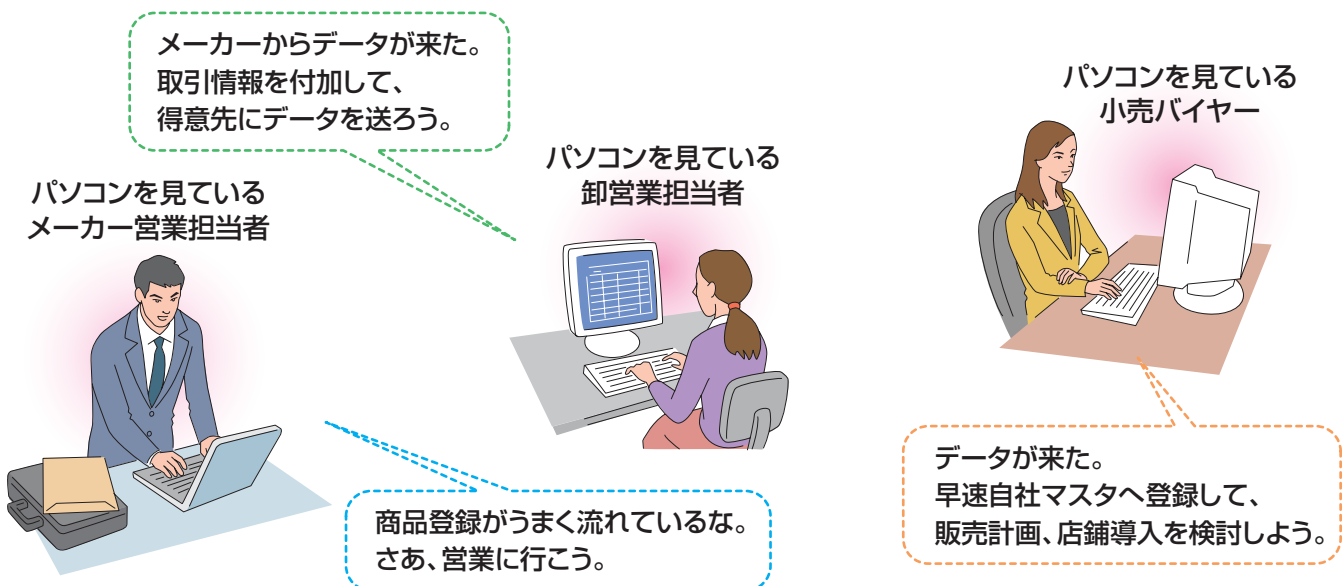 メーカーからデータが来た。
取引情報を付加して、
得意先にデータを送ろう。
パソコンを見ている
メーカー営業担当者
パソコンを見ている
卸営業担当者
パソコンを見ている
小売バイヤー
商品登録がうまく流れているな。
さあ、営業に行こう。
データが来た。
早速自社マスタへ登録して、
販売計画、店舗導入を検討しよう。